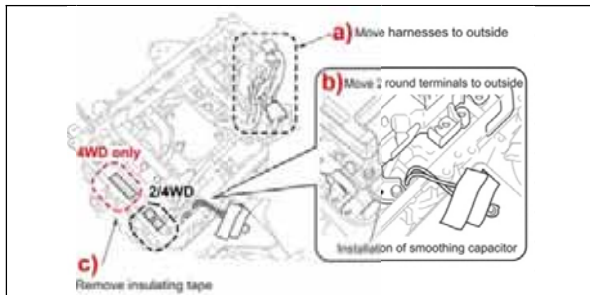 a) Move harnesses to outside
b) Move 2 round terminals to outside
4WD only
2/4WD
Installation of smoothing capacitor
c)
Remove insulating tape